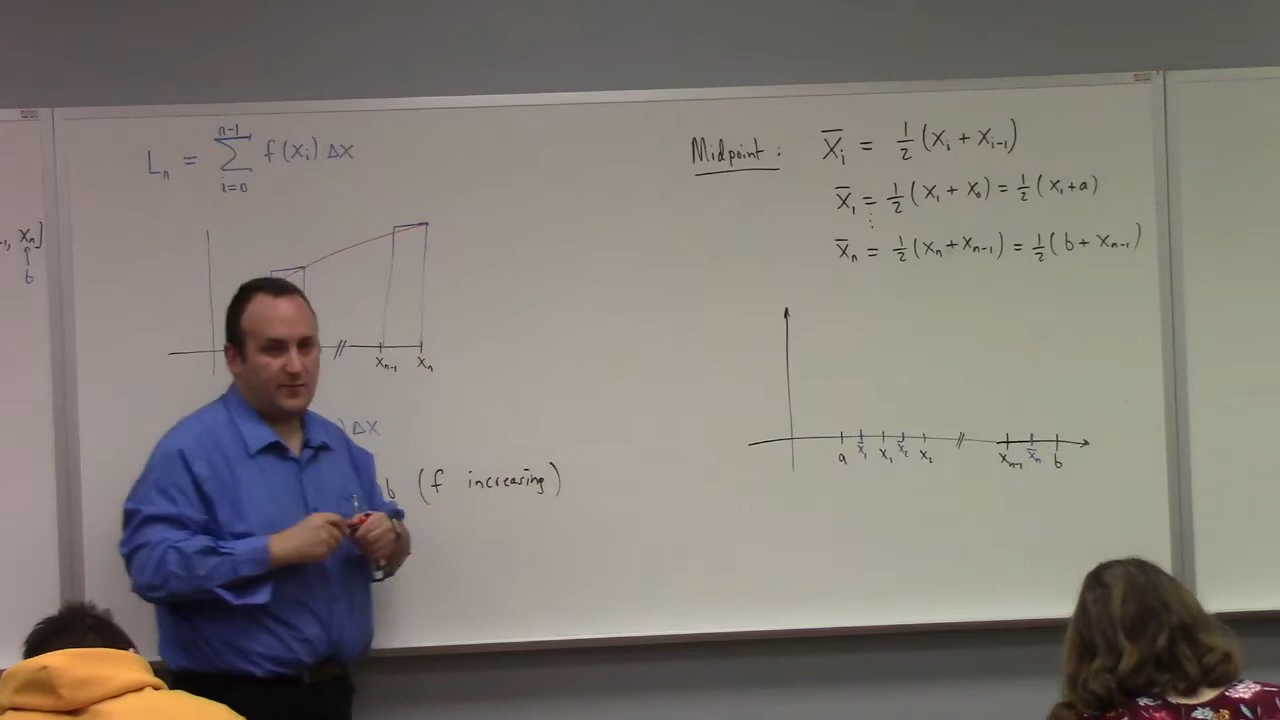 Lₙ = ∑ᵢ₌₀ⁿ⁻¹ f(xᵢ) Δx
, xₙ]
↑
b
xₙ₋₁ xₙ
) Δx
b (f increasing)
Midpoint: x̄ᵢ = 1/2 (xᵢ + xᵢ₋₁)
x̄₁ = 1/2 (x₁ + x₀) = 1/2 (x₁ + a)
⋮
x̄ₙ = 1/2 (xₙ + xₙ₋₁) = 1/2 (b + xₙ₋₁)
a x̄₁ x₁ x̄₂ x₂ // xₙ₋₁ x̄ₙ b